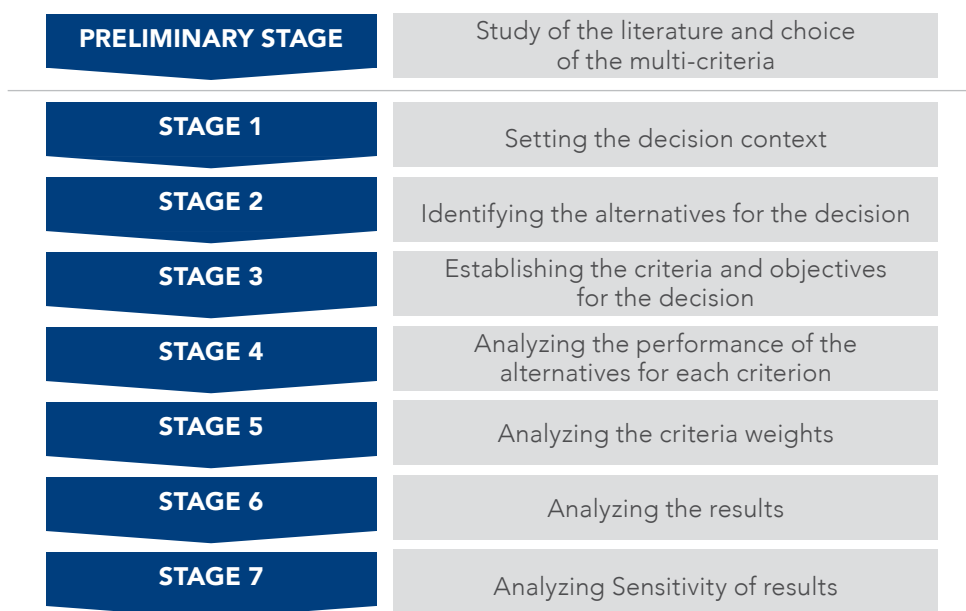 PRELIMINARY STAGE
Study of the literature and choice
of the multi-criteria
STAGE 1
Setting the decision context
STAGE 2
Identifying the alternatives for the decision
STAGE 3
Establishing the criteria and objectives
for the decision
STAGE 4
Analyzing the performance of the
alternatives for each criterion
STAGE 5
Analyzing the criteria weights
STAGE 6
Analyzing the results
STAGE 7
Analyzing Sensitivity of results